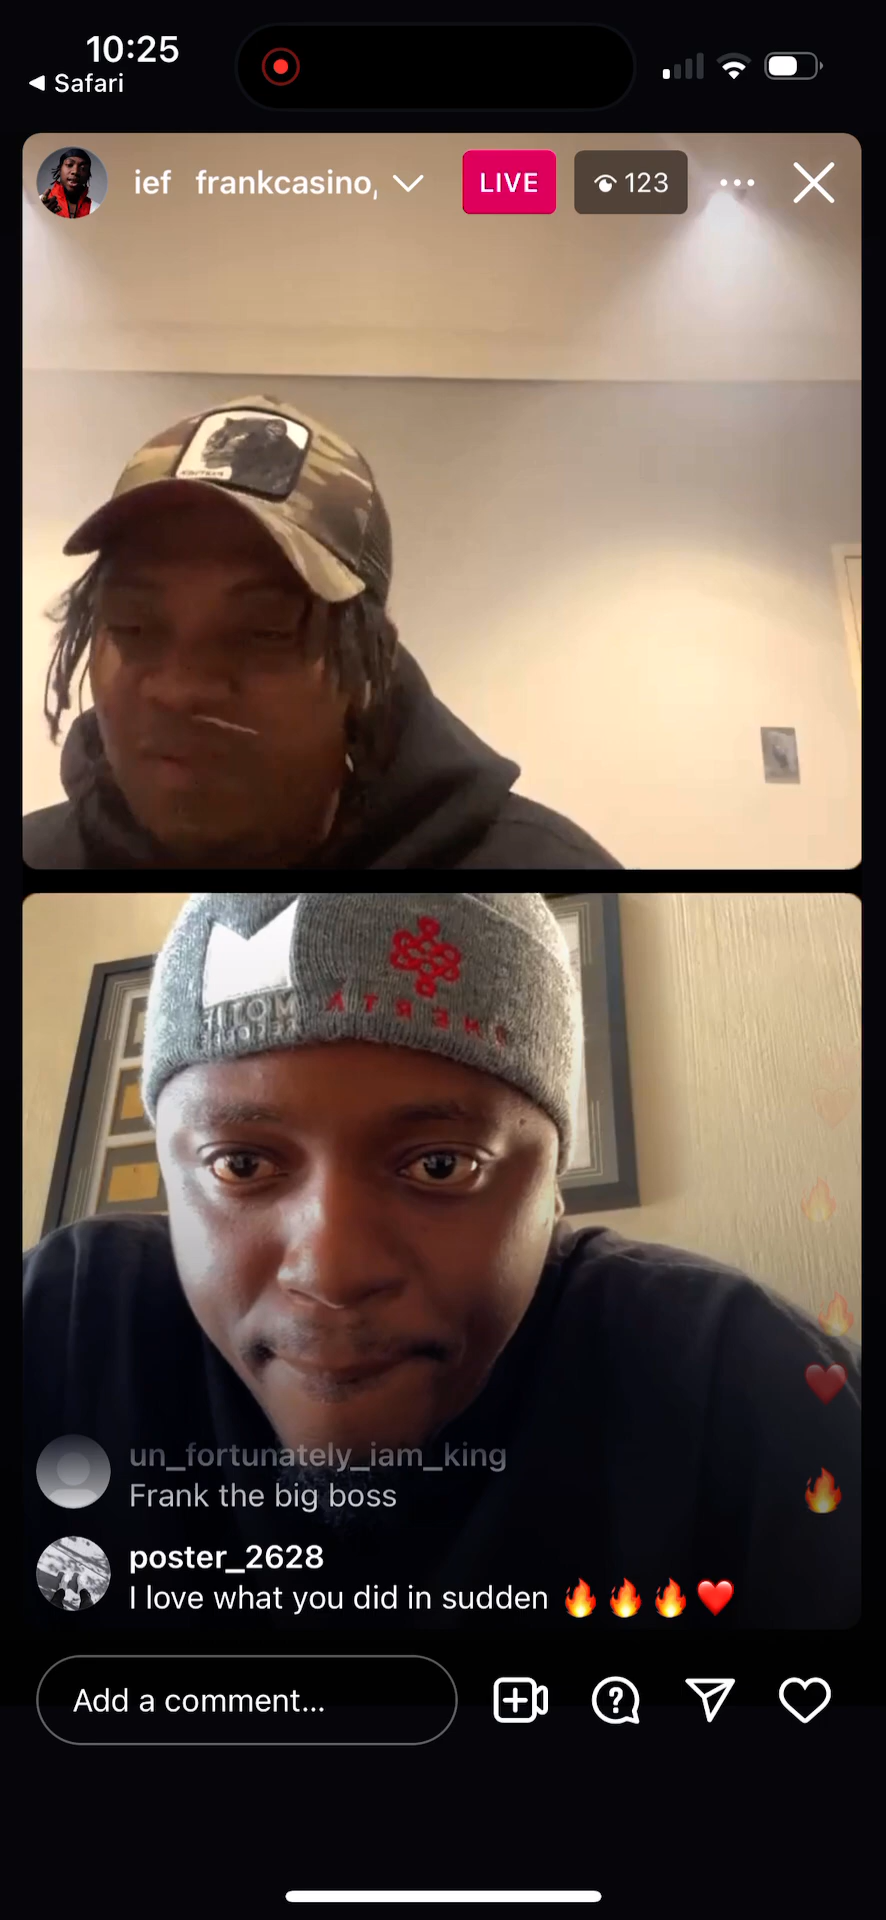 10:25
Safari
ief frankcasino,
LIVE
123
un_fortunately_iam_king
Frank the big boss
poster_2628
I love what you did in sudden 🔥🔥🔥❤️
Add a comment...